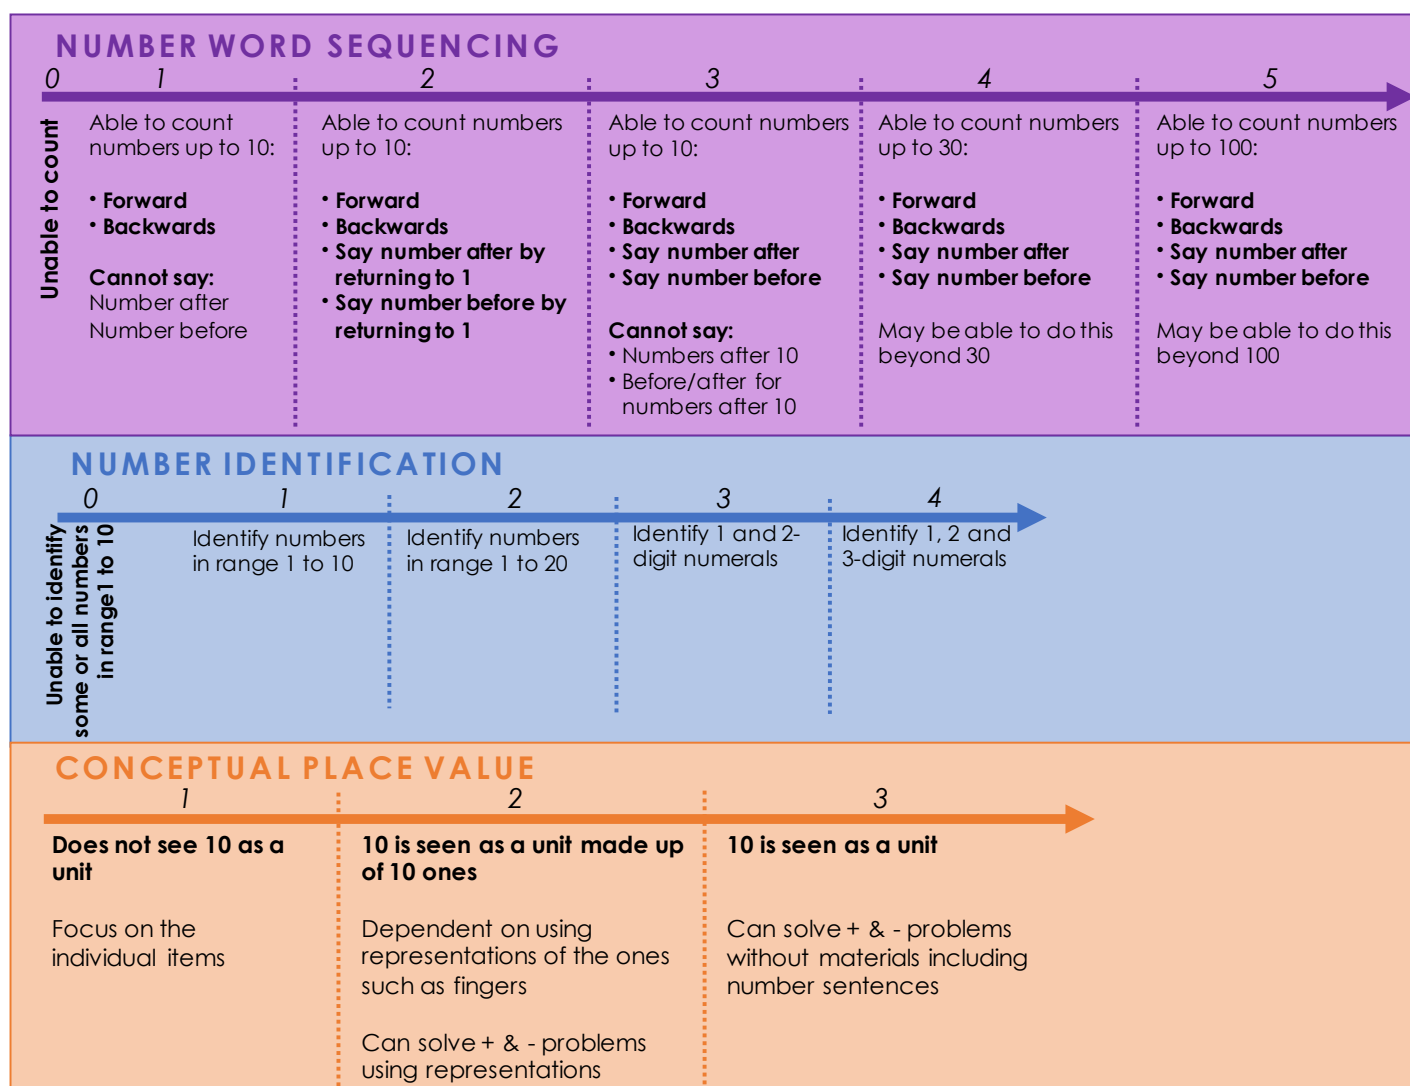 NUMBER WORD SEQUENCING
0 1 2 3 4 5
Unable to count
Able to count
numbers up to 10:
• Forward
• Backwards
Cannot say:
Number after
Number before
Able to count numbers
up to 10:
• Forward
• Backwards
• Say number after by
returning to 1
• Say number before by
returning to 1
Able to count numbers
up to 10:
• Forward
• Backwards
• Say number after
• Say number before
Cannot say:
• Numbers after 10
• Before/after for
numbers after 10
Able to count numbers
up to 30:
• Forward
• Backwards
• Say number after
• Say number before
May be able to do this
beyond 30
Able to count numbers
up to 100:
• Forward
• Backwards
• Say number after
• Say number before
May be able to do this
beyond 100
NUMBER IDENTIFICATION
0 1 2 3 4
Unable to identify
some or all numbers
in range1 to 10
Identify numbers
in range 1 to 10
Identify numbers
in range 1 to 20
Identify 1 and 2-
digit numerals
Identify 1, 2 and
3-digit numerals
CONCEPTUAL PLACE VALUE
1 2 3
Does not see 10 as a
unit
Focus on the
individual items
10 is seen as a unit made up
of 10 ones
Dependent on using
representations of the ones
such as fingers
Can solve + & - problems
using representations
10 is seen as a unit
Can solve + & - problems
without materials including
number sentences